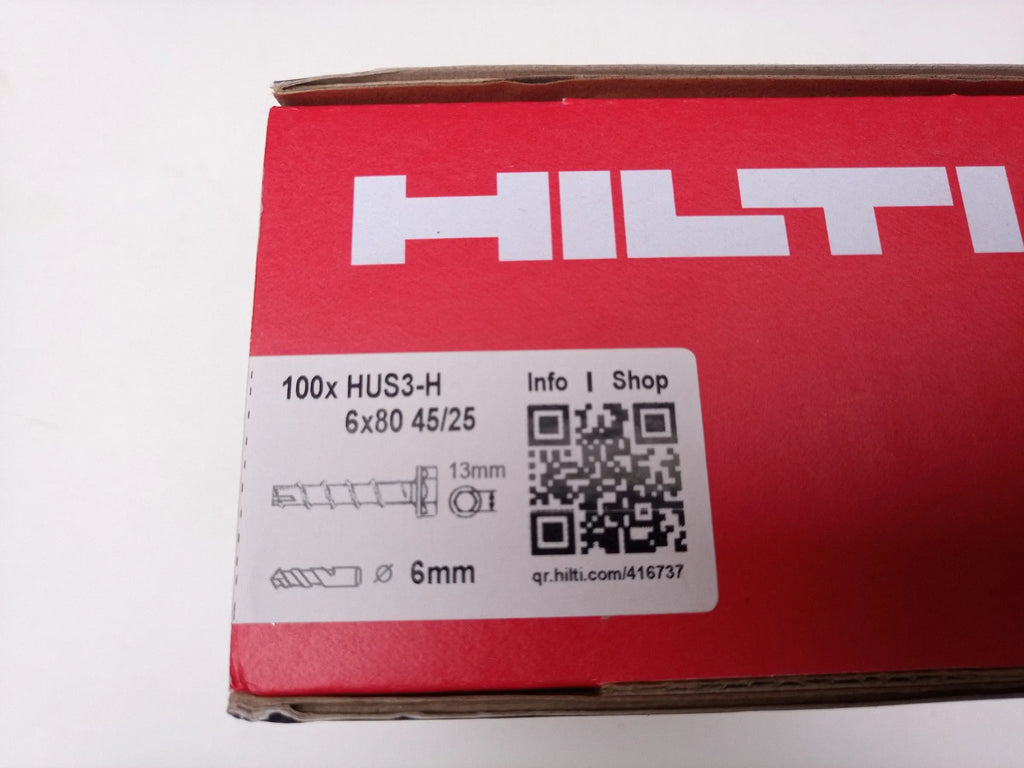 HILTI
100x HUS3-H
6x80 45/25
Info | Shop
13mm
Ø 6mm
qr.hilti.com/416737